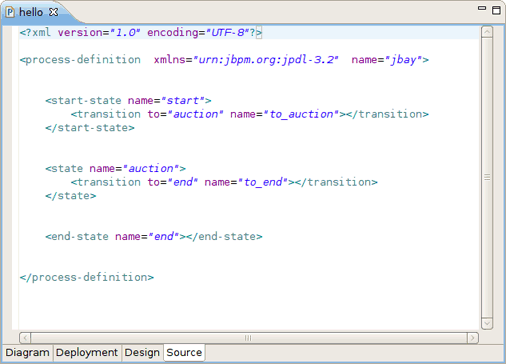 hello
<?xml version="1.0" encoding="UTF-8"?>
<process-definition  xmlns="urn:jbpm.org:jpdl-3.2"  name="jbay">
<start-state name="start">
<transition to="auction" name="to_auction"></transition>
</start-state>
<state name="auction">
<transition to="end" name="to_end"></transition>
</state>
<end-state name="end"></end-state>
</process-definition>
Diagram Deployment Design Source